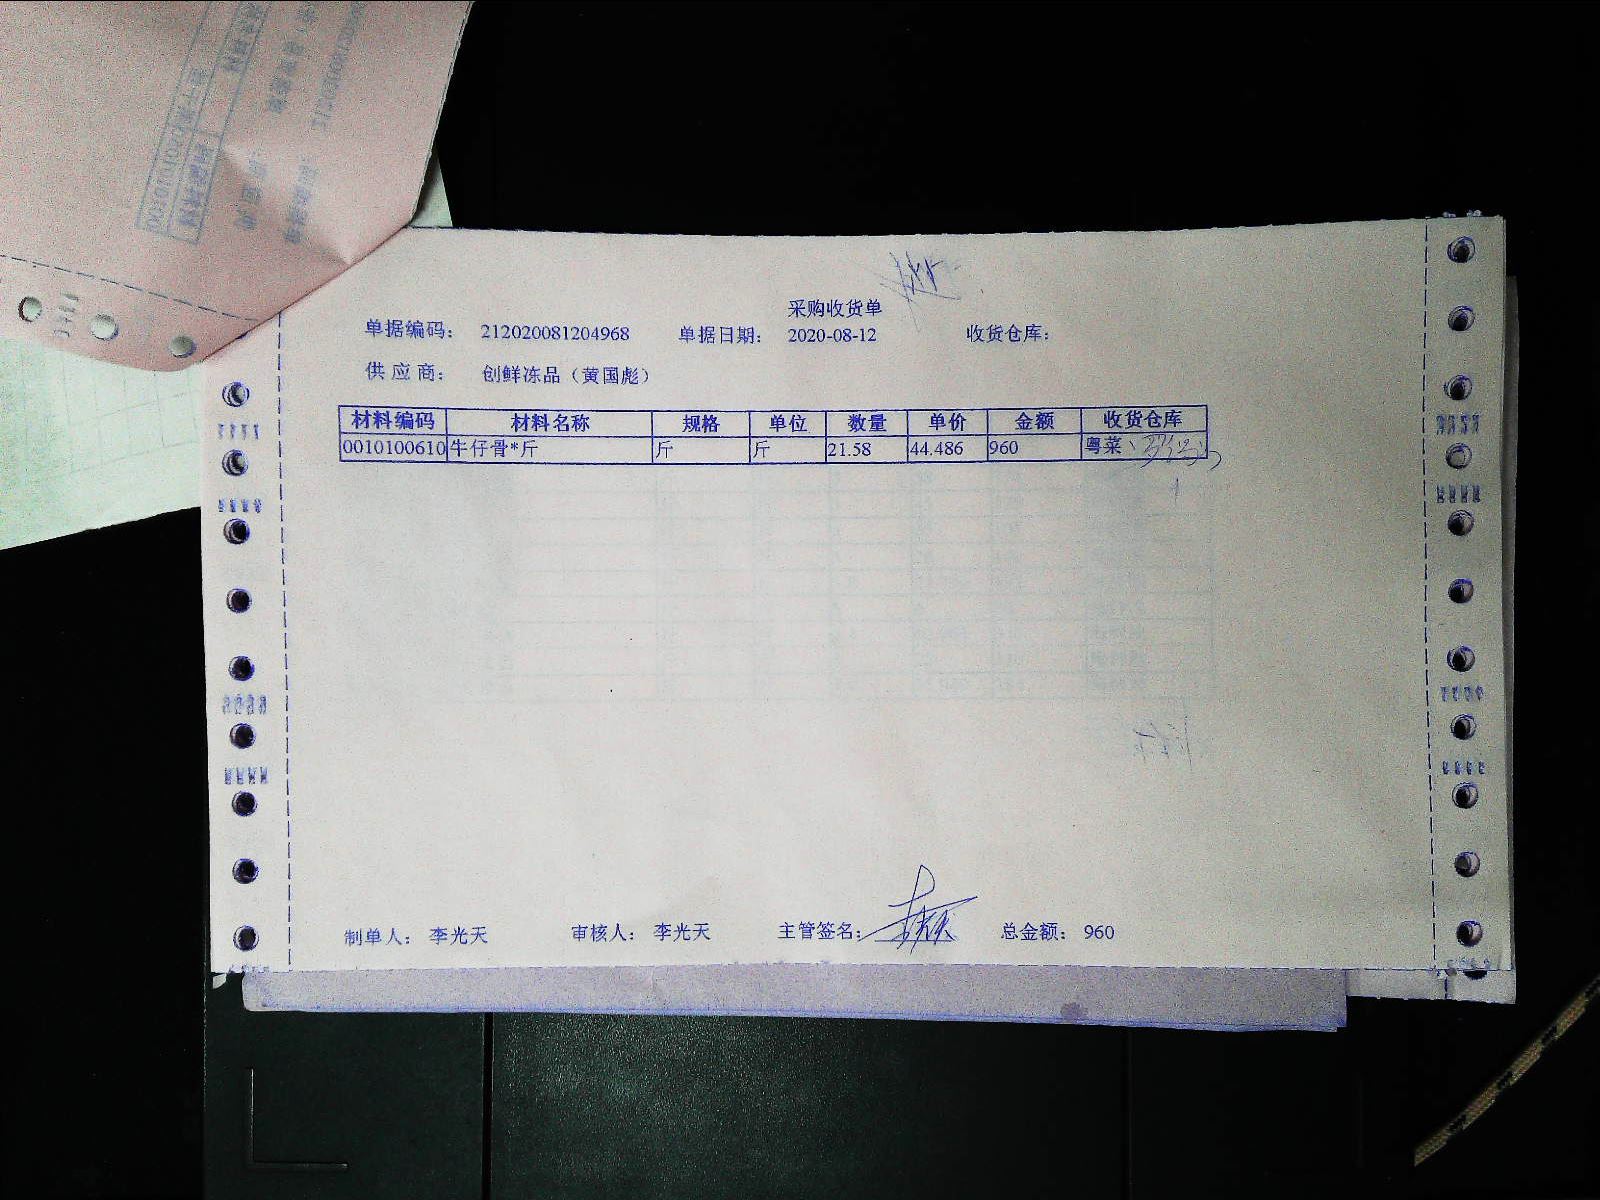 采购收货单
单据编码： 212020081204968 单据日期： 2020-08-12 收货仓库：
供应商： 创鲜冻品（黄国彪）
材料编码 材料名称 规格 单位 数量 单价 金额 收货仓库
0010100610 牛仔骨*斤 斤 斤 21.58 44.486 960 粤菜
制单人： 李光天 审核人： 李光天 主管签名： 总金额： 960